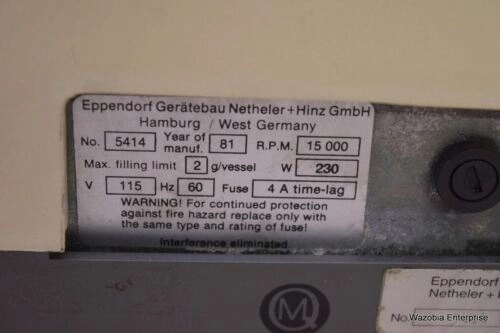 Eppendorf Gerätebau Netheler+Hinz GmbH
Hamburg / West Germany
No. 5414 Year of manuf. 81 R.P.M. 15 000
Max. filling limit 2 g/vessel W 230
V 115 Hz 60 Fuse 4 A time-lag
WARNING! For continued protection
against fire hazard replace only with
the same type and rating of fuse!
Interference eliminated
M
Eppendorf
Netheler + H
No.
Wazobia Enterprise